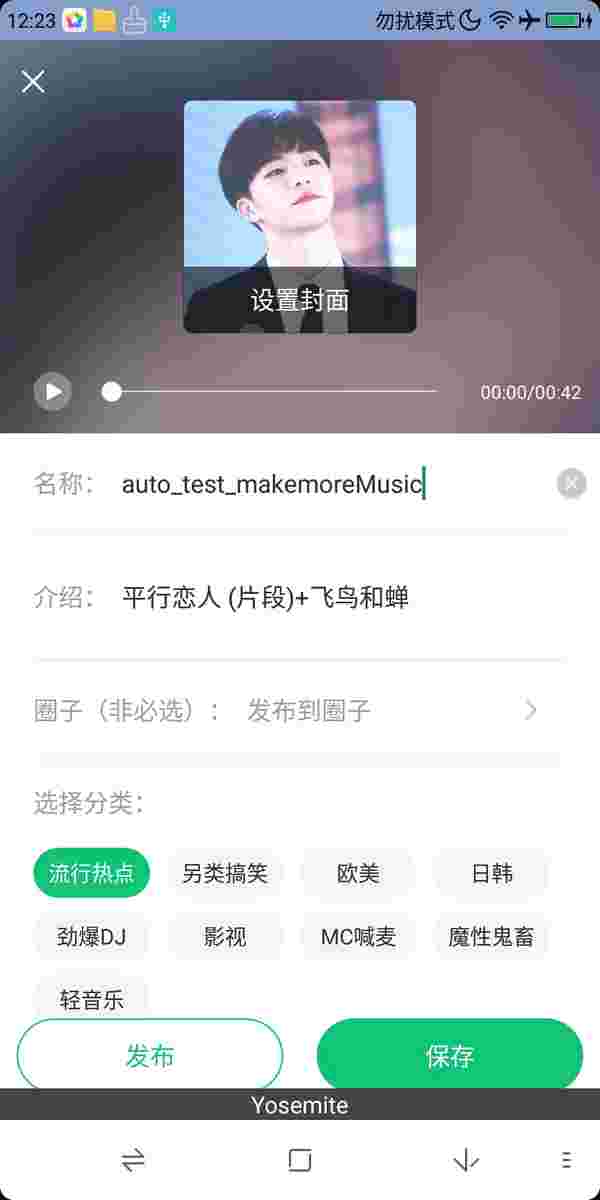 12:23 勿扰模式
设置封面
00:00/00:42
名称： auto_test_makemoreMusic
介绍： 平行恋人 (片段)+飞鸟和蝉
圈子（非必选）： 发布到圈子
选择分类：
流行热点 另类搞笑 欧美 日韩
劲爆DJ 影视 MC喊麦 魔性鬼畜
轻音乐
发布 保存
Yosemite